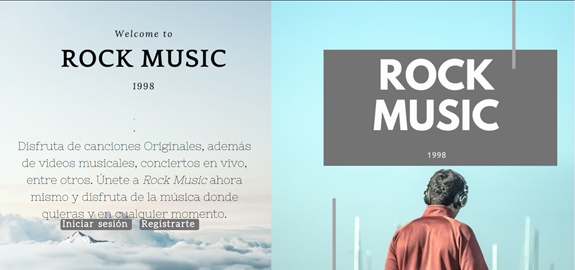 Welcome to
ROCK MUSIC
1998
.
.
Disfruta de canciones Originales, además
de videos musicales, conciertos en vivo,
entre otros. Únete a Rock Music ahora
mismo y disfruta de la música donde
quieras y en cualquier momento.
Iniciar sesión Registrarte
ROCK
MUSIC
1998